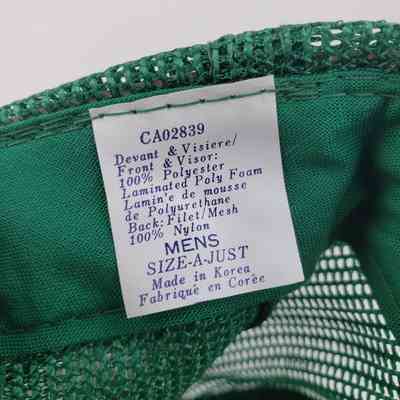 CA02839
Devant & Visiere/
Front & Visor:
100% Polyester
Laminated Poly Foam
Lamin'e de mousse
de Polyurethane
Back: Filet/Mesh
100% Nylon
MENS
SIZE-A-JUST
Made in Korea
Fabriqué en Corée